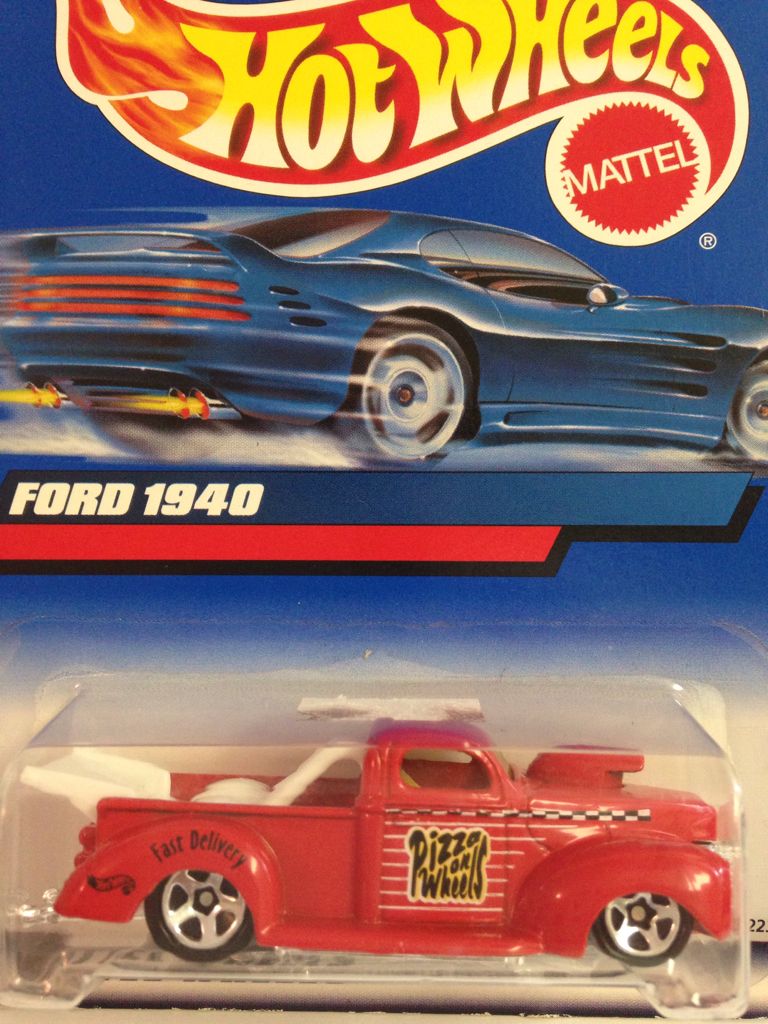 Hot Wheels
MATTEL
®
FORD 1940
Fast Delivery
Pizza
on
Wheels